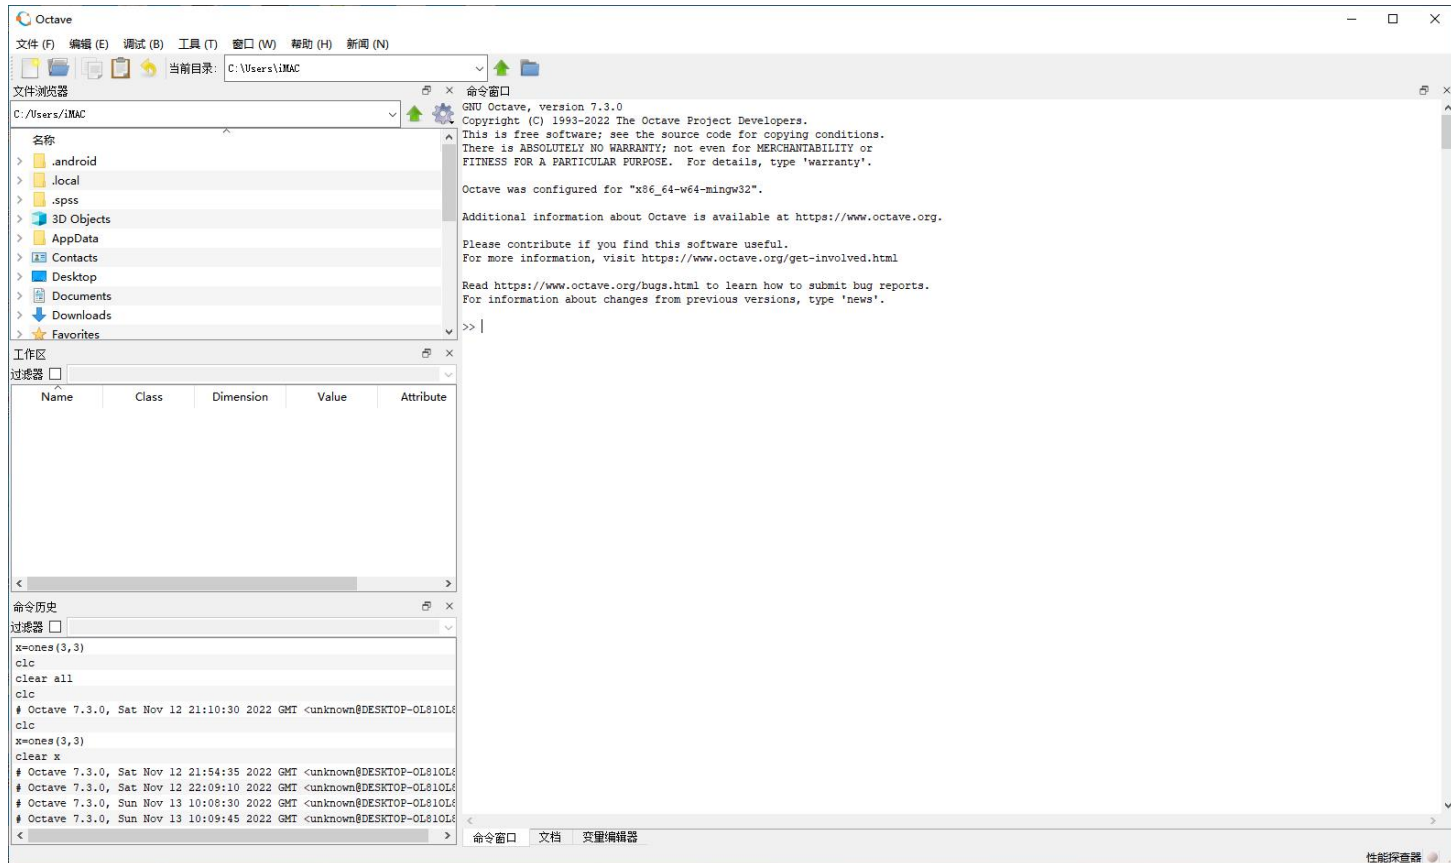 Octave
文件 (F) 编辑 (E) 调试 (B) 工具 (T) 窗口 (W) 帮助 (H) 新闻 (N)
当前目录: C:\Users\iMAC
文件浏览器
C:/Users/iMAC
名称
.android
.local
.spss
3D Objects
AppData
Contacts
Desktop
Documents
Downloads
Favorites
工作区
过滤器
Name Class Dimension Value Attribute
命令历史
过滤器
x=ones(3,3)
clc
clear all
clc
# Octave 7.3.0, Sat Nov 12 21:10:30 2022 GMT <unknown@DESKTOP-OL81OL8
clc
x=ones(3,3)
clear x
# Octave 7.3.0, Sat Nov 12 21:54:35 2022 GMT <unknown@DESKTOP-OL81OL8
# Octave 7.3.0, Sat Nov 12 22:09:10 2022 GMT <unknown@DESKTOP-OL81OL8
# Octave 7.3.0, Sun Nov 13 10:08:30 2022 GMT <unknown@DESKTOP-OL81OL8
# Octave 7.3.0, Sun Nov 13 10:09:45 2022 GMT <unknown@DESKTOP-OL81OL8
命令窗口
GNU Octave, version 7.3.0
Copyright (C) 1993-2022 The Octave Project Developers.
This is free software; see the source code for copying conditions.
There is ABSOLUTELY NO WARRANTY; not even for MERCHANTABILITY or
FITNESS FOR A PARTICULAR PURPOSE.  For details, type 'warranty'.
Octave was configured for "x86_64-w64-mingw32".
Additional information about Octave is available at https://www.octave.org.
Please contribute if you find this software useful.
For more information, visit https://www.octave.org/get-involved.html
Read https://www.octave.org/bugs.html to learn how to submit bug reports.
For information about changes from previous versions, type 'news'.
>>
命令窗口 文档 变量编辑器
性能探查器